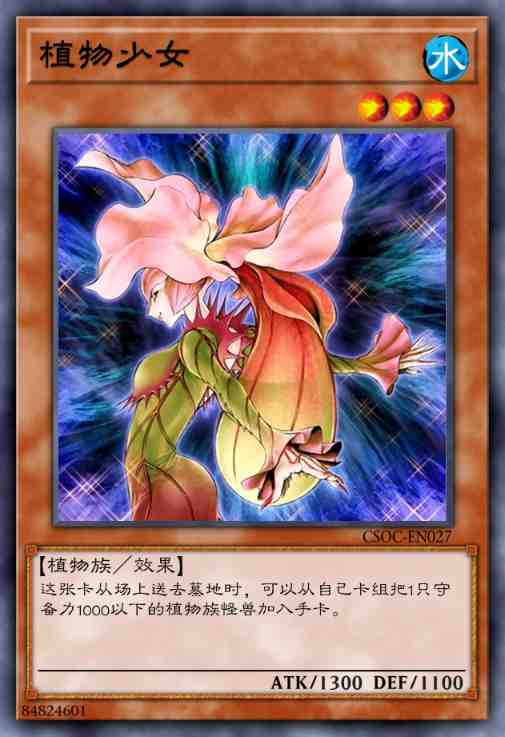 植物少女
水
CSOC-EN027
【植物族／效果】
这张卡从场上送去墓地时，可以从自己卡组把1只守
备力1000以下的植物族怪兽加入手卡。
ATK/1300 DEF/1100
84824601